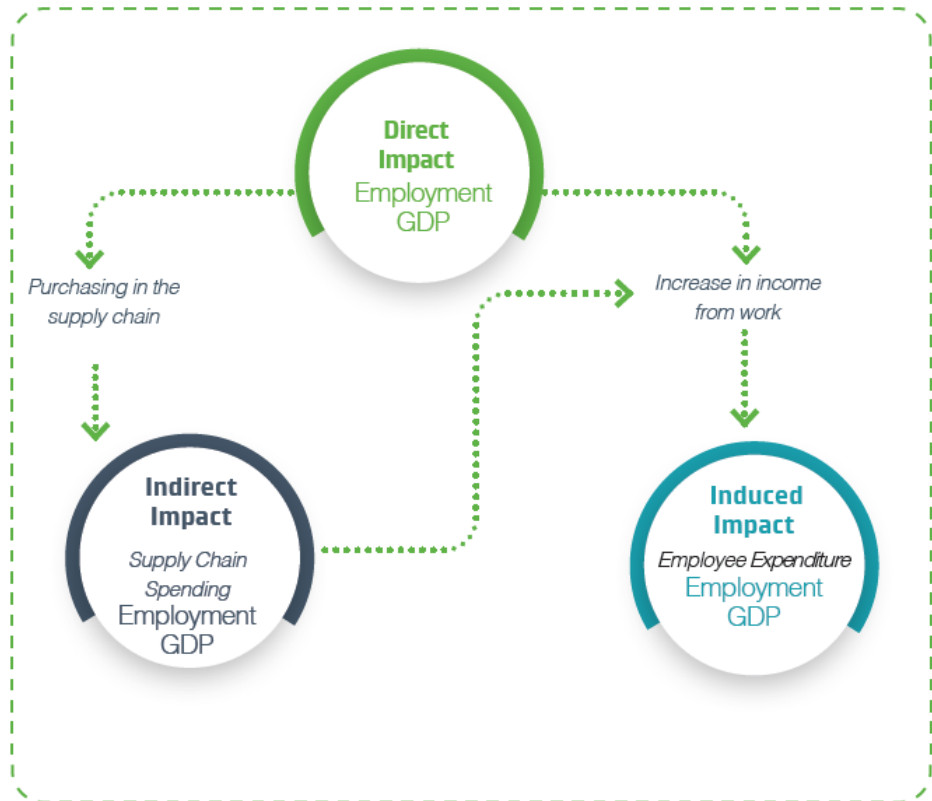 Direct
Impact
Employment
GDP
Purchasing in the
supply chain
Increase in income
from work
Indirect
Impact
Supply Chain
Spending
Employment
GDP
Induced
Impact
Employee Expenditure
Employment
GDP